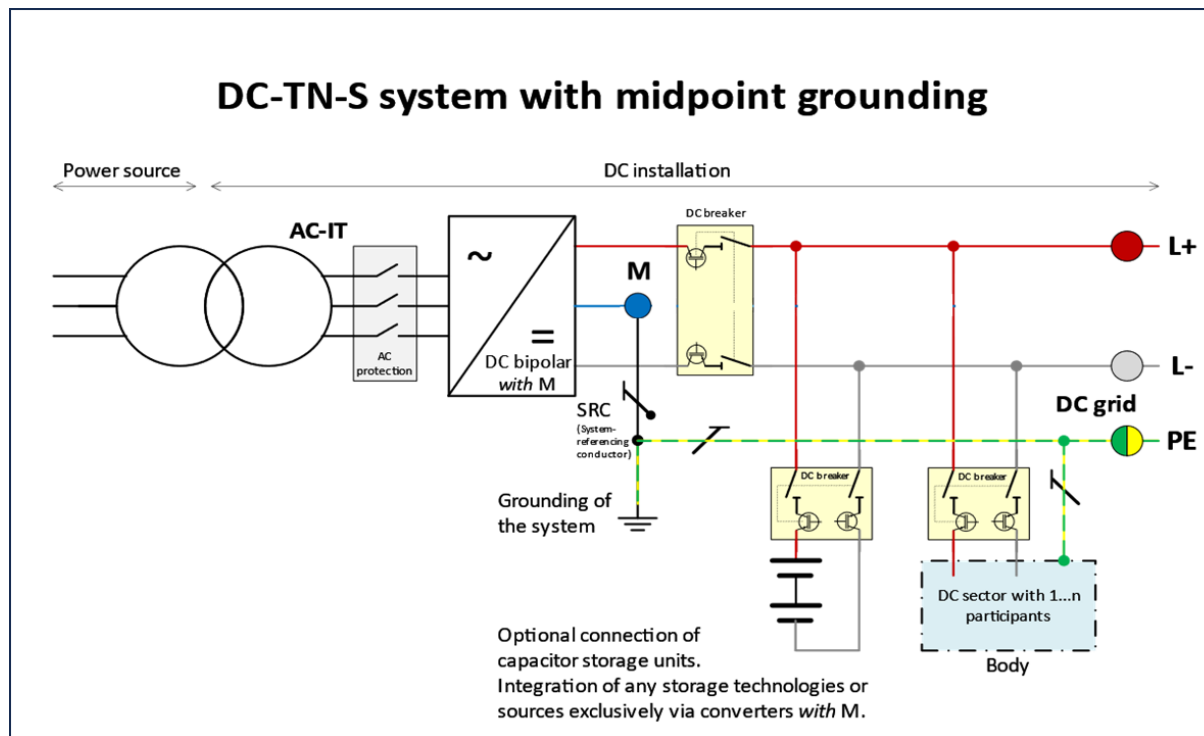 DC-TN-S system with midpoint grounding
Power source
DC installation
DC breaker
AC-IT
L+
~
M
=
DC bipolar
with M
AC
protection
L-
SRC
(System-
referencing
conductor)
DC grid
PE
DC breaker
DC breaker
Grounding of
the system
DC sector with 1...n
participants
Body
Optional connection of
capacitor storage units.
Integration of any storage technologies or
sources exclusively via converters with M.